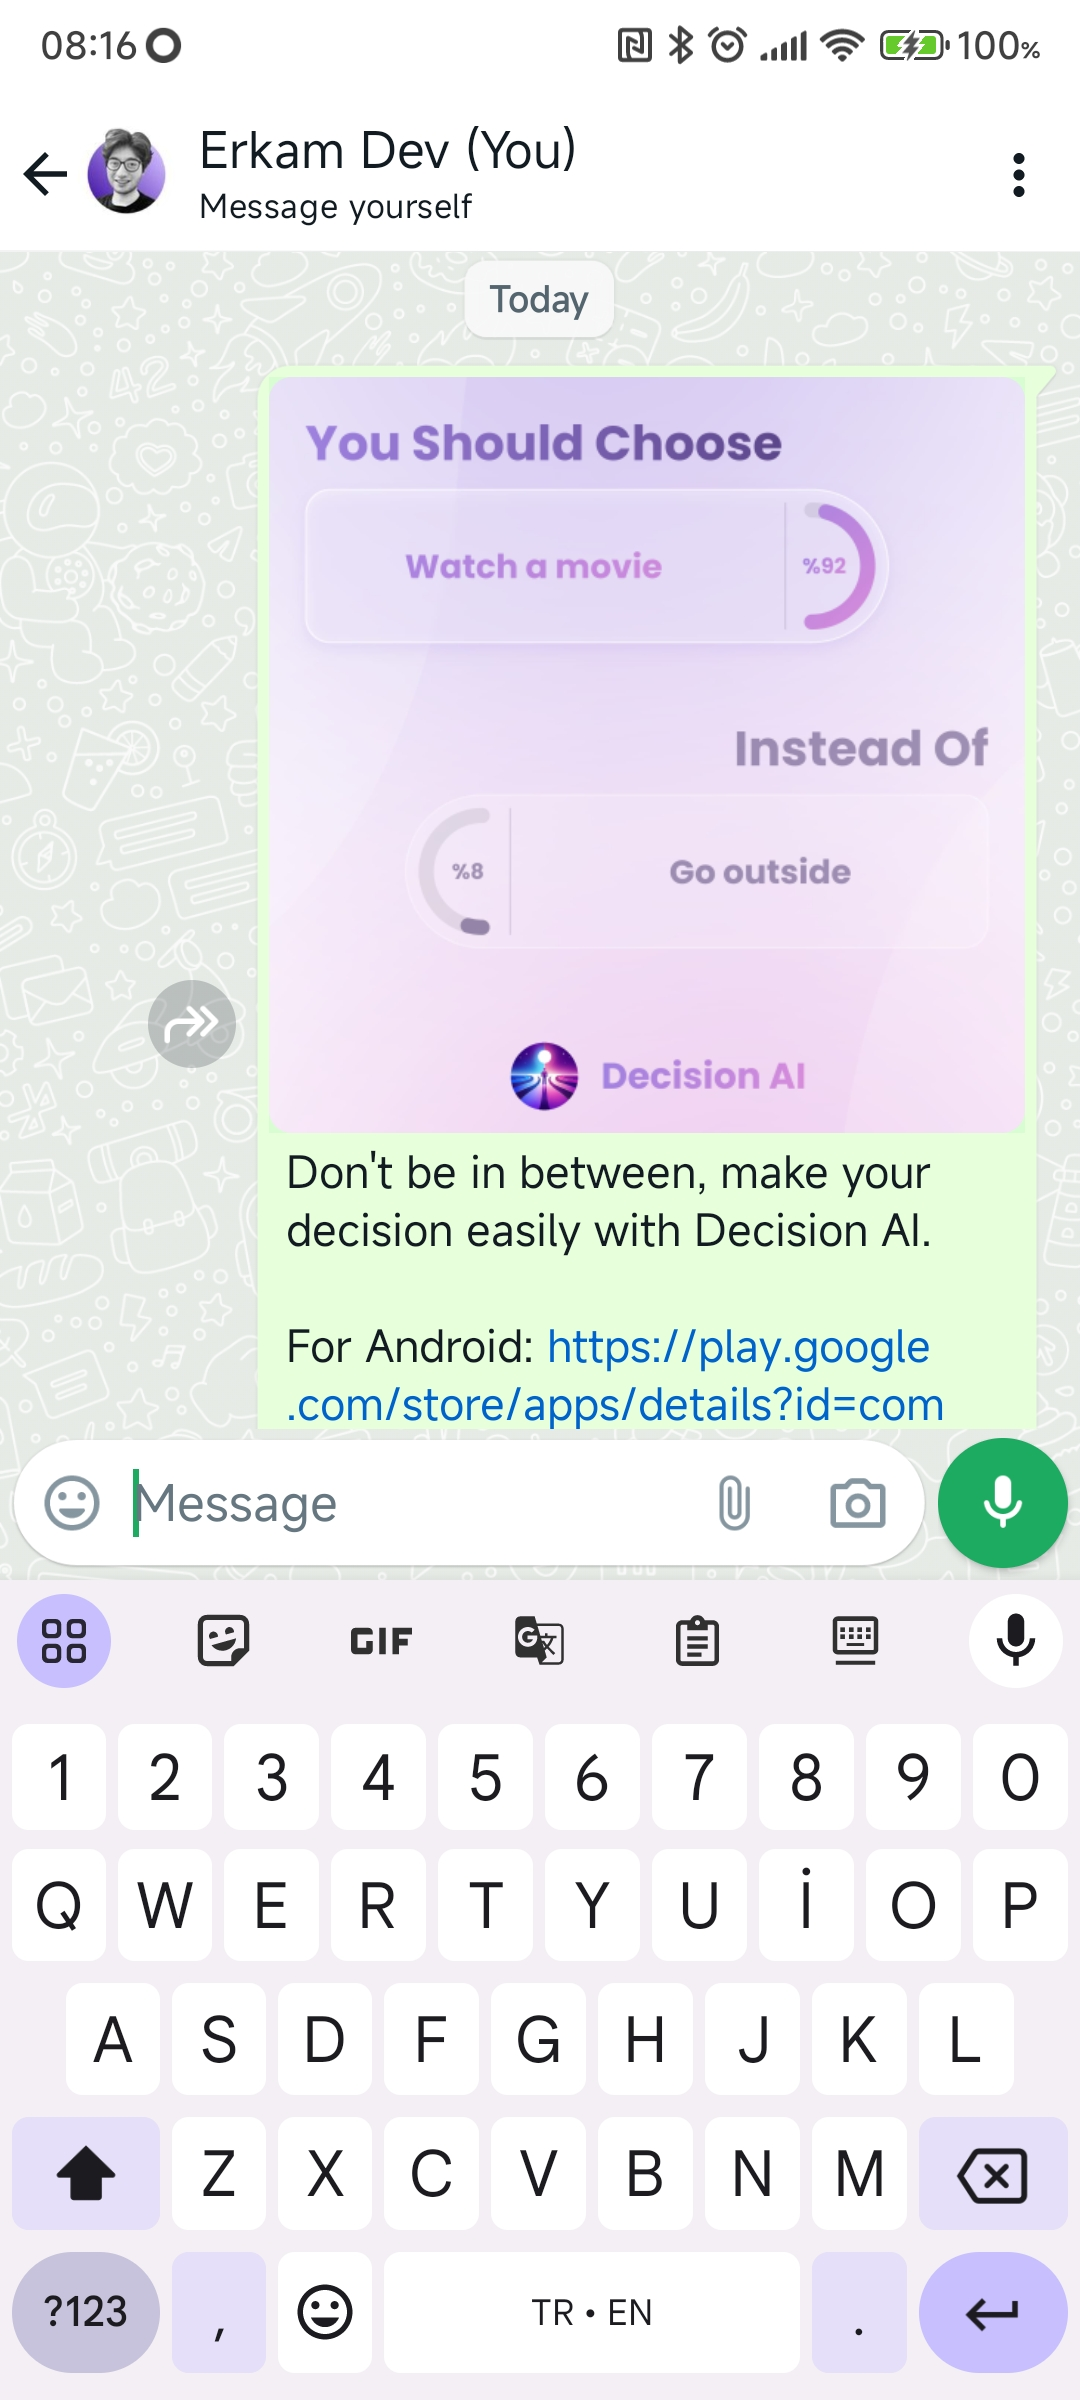 08:16 100%
Erkam Dev (You)
Message yourself
Today
You Should Choose
Watch a movie %92
Instead Of
%8 Go outside
Decision AI
Don't be in between, make your
decision easily with Decision AI.
For Android: https://play.google
.com/store/apps/details?id=com
Message
GIF
1 2 3 4 5 6 7 8 9 0
Q W E R T Y U İ O P
A S D F G H J K L
Z X C V B N M
?123 , TR • EN .